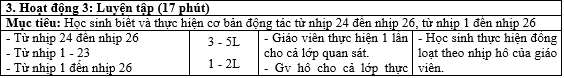 3. Hoạt động 3: Luyện tập (17 phút)
Mục tiêu: Học sinh biết và thực hiện cơ bản động tác từ nhịp 24 đến nhịp 26, từ nhịp 1 đến nhịp 26
- Từ nhịp 24 đến nhịp 26
- Từ nhịp 1 - 23
- Từ nhịp 1 đến nhịp 26
3 - 5L
1 - 2L
- Giáo viên thực hiện 1 lần
cho cả lớp quan sát.
- Gv hô cho cả lớp thực
- Học sinh thực hiện đồng
loạt theo nhịp hô của giáo
viên.